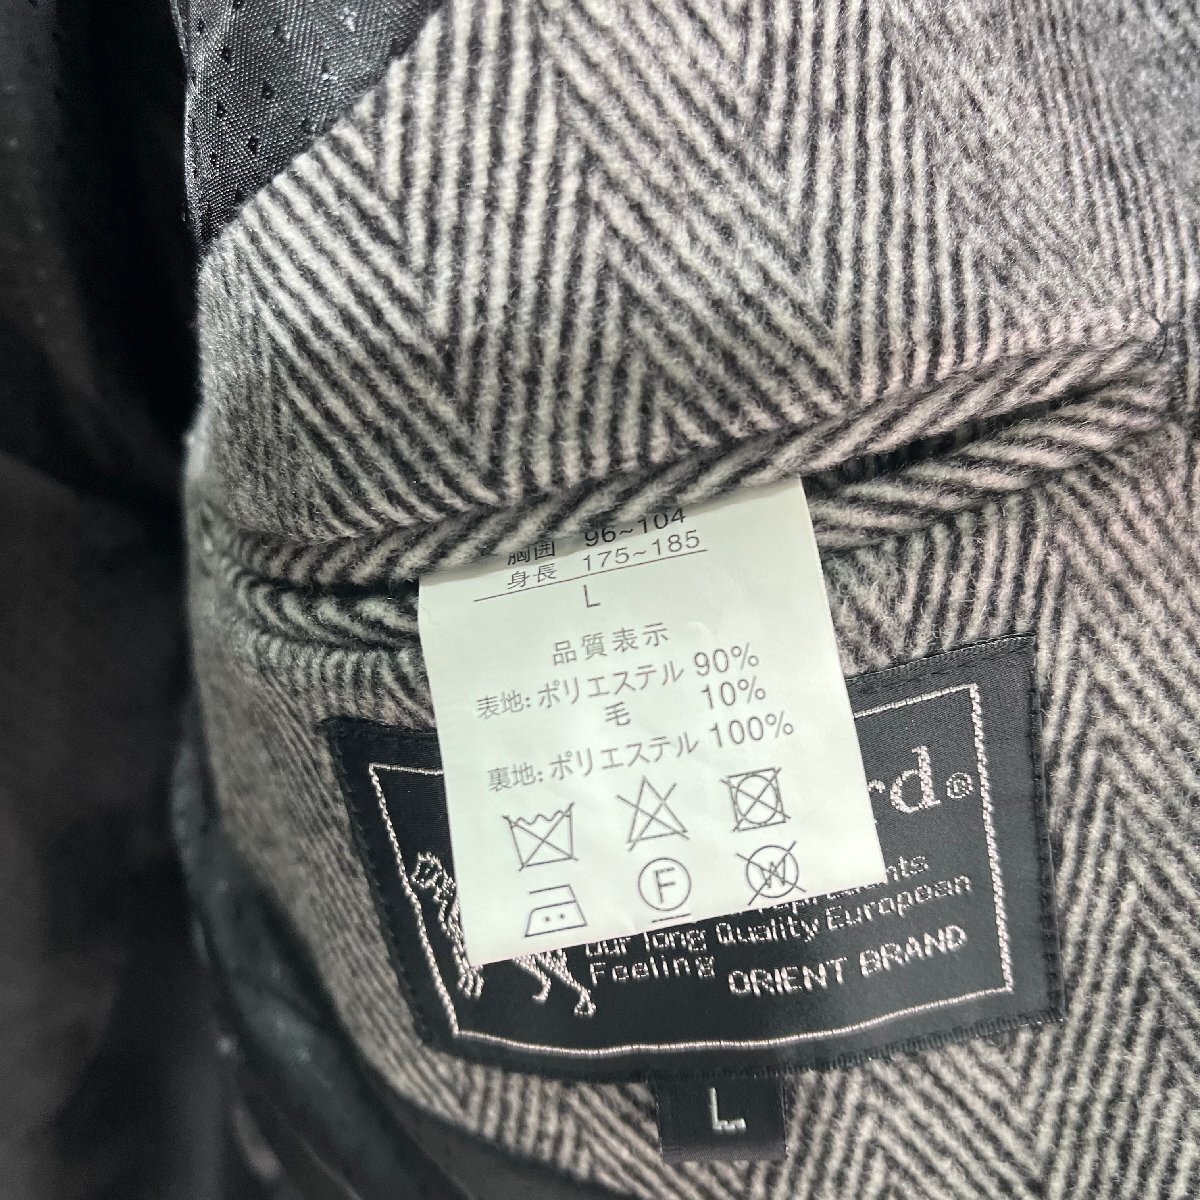 胸囲 96~104
身長 175~185
L
品質表示
表地:ポリエステル 90%
毛 10%
裏地:ポリエステル 100%
F
W
rd®
our long Quality European
Feeling
ORIENT BRAND
L